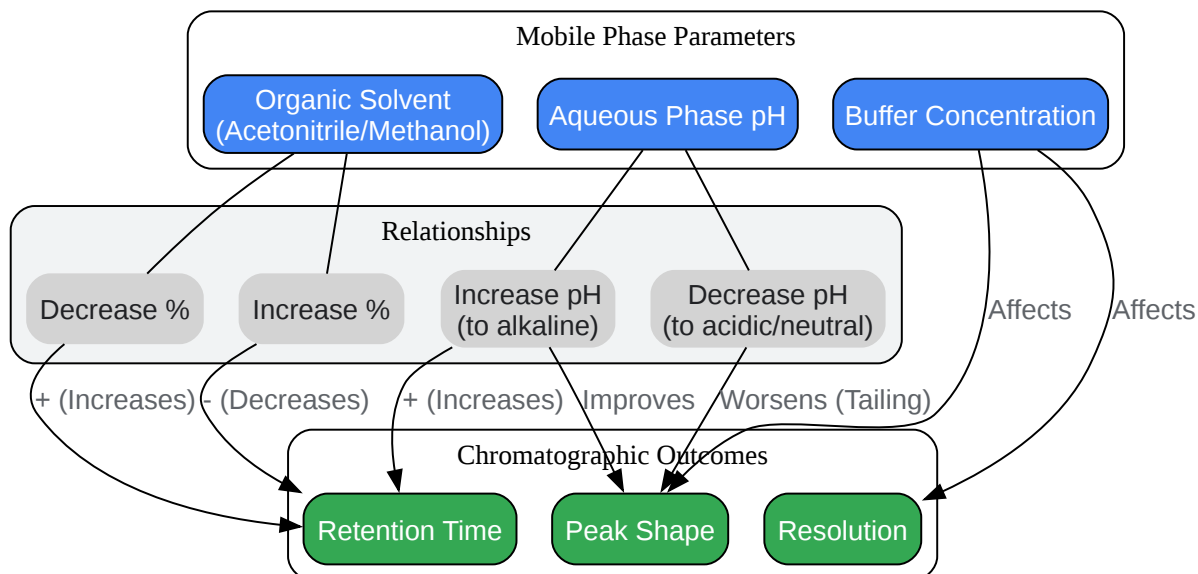 Mobile Phase Parameters
Organic Solvent
(Acetonitrile/Methanol)
Aqueous Phase pH
Buffer Concentration
Relationships
Decrease %
Increase %
Increase pH
(to alkaline)
Decrease pH
(to acidic/neutral)
Affects
Affects
+ (Increases)
- (Decreases)
+ (Increases)
Improves
Worsens (Tailing)
Chromatographic Outcomes
Retention Time
Peak Shape
Resolution